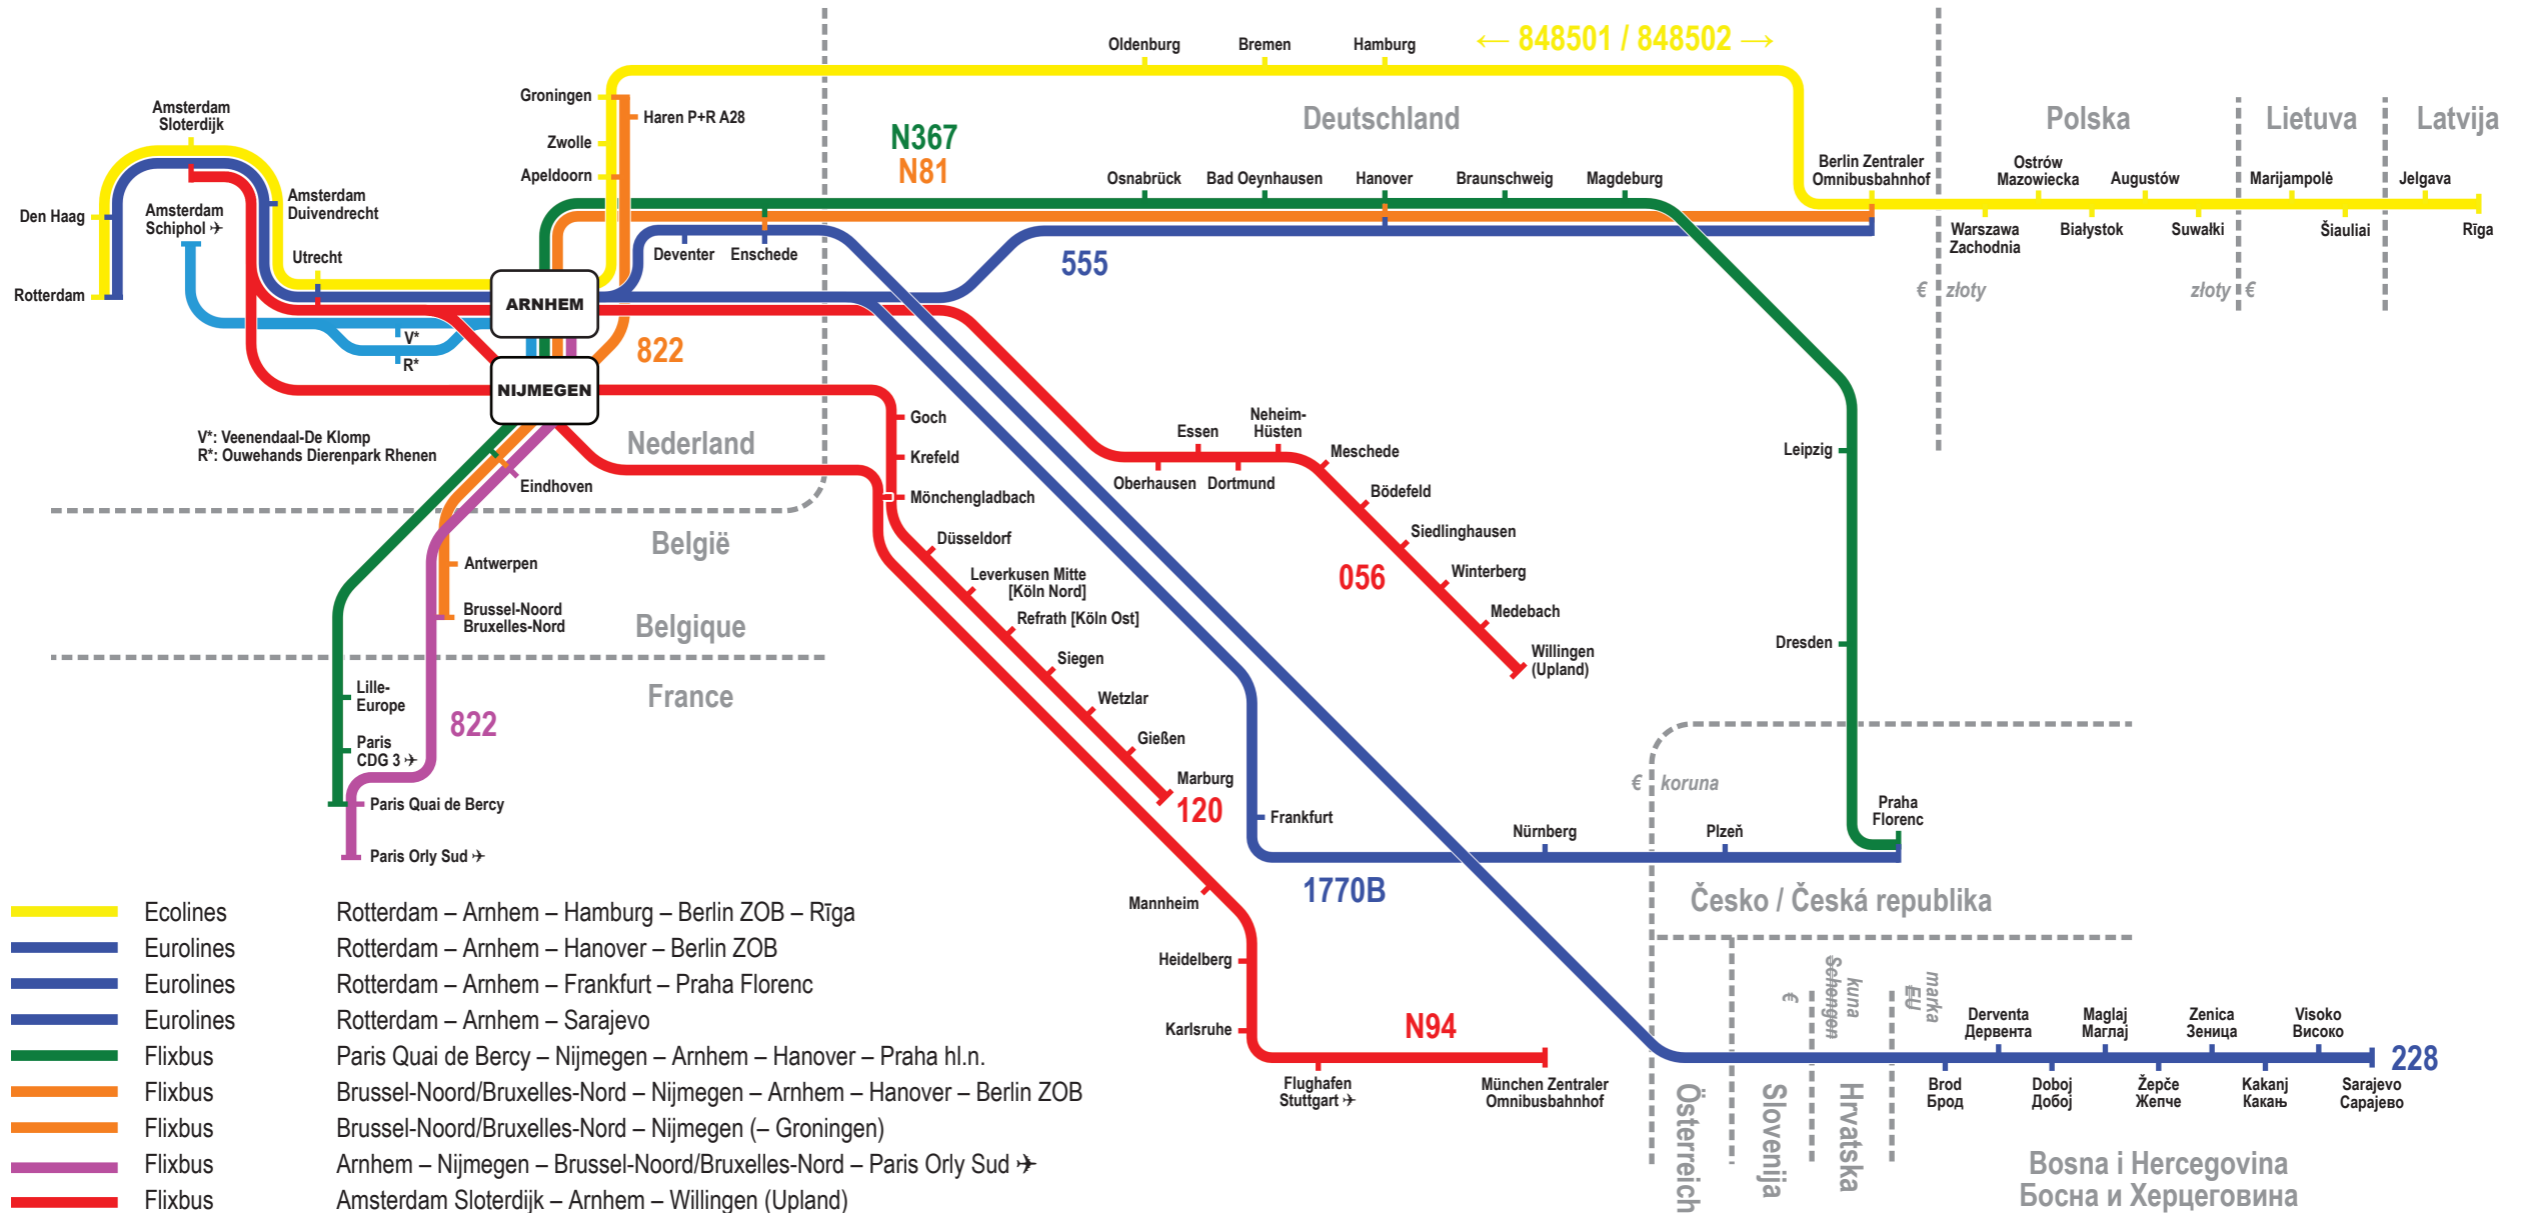 Oldenburg
Bremen
Hamburg
← 848501 / 848502 →
Groningen
Haren P+R A28
Zwolle
Apeldoorn
Amsterdam
Sloterdijk
Amsterdam
Schiphol ✈
Amsterdam
Duivendrecht
Den Haag
Rotterdam
Utrecht
N367
N81
Deutschland
Polska
Lietuva
Latvija
Osnabrück
Bad Oeynhausen
Hanover
Braunschweig
Magdeburg
Berlin Zentraler
Omnibusbahnhof
Ostrów
Mazowiecka
Augustów
Marijampolė
Jelgava
Warszawa
Zachodnia
Białystok
Suwałki
Šiauliai
Rīga
€ złoty
złoty €
Deventer
Enschede
555
ARNHEM
NIJMEGEN
822
V*
R*
V*: Veenendaal-De Klomp
R*: Ouwehands Dierenpark Rhenen
Nederland
België
Belgique
France
Eindhoven
Antwerpen
Brussel-Noord
Bruxelles-Nord
Lille-
Europe
Paris
CDG 3 ✈
822
Paris Quai de Bercy
Paris Orly Sud ✈
Goch
Krefeld
Mönchengladbach
Düsseldorf
Leverkusen Mitte
[Köln Nord]
Refrath [Köln Ost]
Siegen
Wetzlar
Gießen
Marburg
120
Essen
Neheim-
Hüsten
Oberhausen
Dortmund
Meschede
Bödefeld
Siedlinghausen
Winterberg
Medebach
Willingen
(Upland)
056
Leipzig
Dresden
€ koruna
Praha
Florenc
Frankfurt
Nürnberg
Plzeň
1770B
Česko / Česká republika
Mannheim
Heidelberg
Karlsruhe
N94
Flughafen
Stuttgart ✈
München Zentraler
Omnibusbahnhof
€
Schengen
kuna
EU
marka
Österreich
Slovenija
Hrvatska
Derventa
Дервента
Maglaj
Маглај
Zenica
Зеница
Visoko
Високо
228
Brod
Брод
Doboj
Добој
Žepče
Жепче
Kakanj
Какањ
Sarajevo
Сарајево
Bosna i Hercegovina
Босна и Херцеговина
Ecolines Rotterdam – Arnhem – Hamburg – Berlin ZOB – Rīga
Eurolines Rotterdam – Arnhem – Hanover – Berlin ZOB
Eurolines Rotterdam – Arnhem – Frankfurt – Praha Florenc
Eurolines Rotterdam – Arnhem – Sarajevo
Flixbus Paris Quai de Bercy – Nijmegen – Arnhem – Hanover – Praha hl.n.
Flixbus Brussel-Noord/Bruxelles-Nord – Nijmegen – Arnhem – Hanover – Berlin ZOB
Flixbus Brussel-Noord/Bruxelles-Nord – Nijmegen (– Groningen)
Flixbus Arnhem – Nijmegen – Brussel-Noord/Bruxelles-Nord – Paris Orly Sud ✈
Flixbus Amsterdam Sloterdijk – Arnhem – Willingen (Upland)